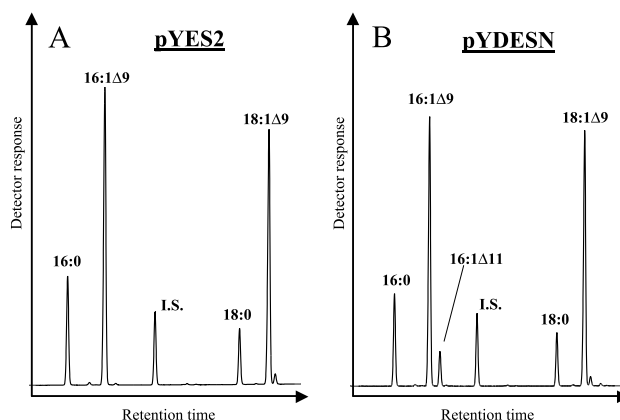 A
pYES2
16:1Δ9
18:1Δ9
16:0
I.S.
18:0
Detector response
Retention time
B
pYDESN
16:1Δ9
18:1Δ9
16:1Δ11
16:0
I.S.
18:0
Detector response
Retention time